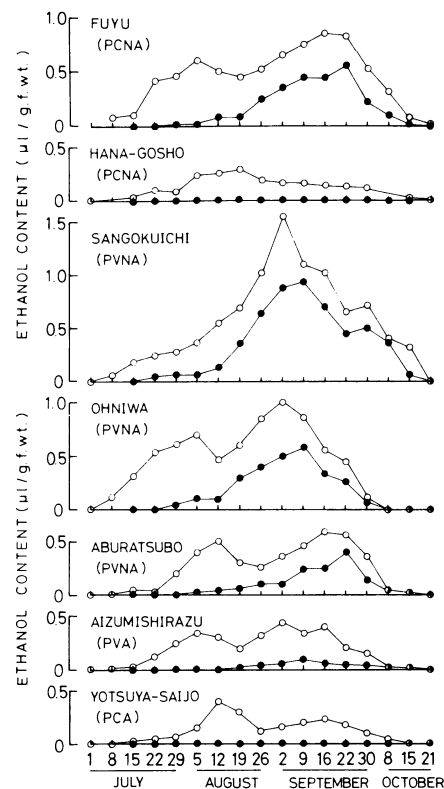 FUYU
(PCNA)
1.0
0.5
0
HANA-GOSHO
(PCNA)
0.5
0
SANGOKUICHI
(PVNA)
1.5
1.0
0.5
0
ETHANOL CONTENT (µl / g.f.wt.)
OHNIWA
(PVNA)
1.0
0.5
0
ABURATSUBO
(PVNA)
0.5
0
AIZUMISHIRAZU
(PVA)
0.5
0
YOTSUYA-SAIJO
(PCA)
0.5
0
ETHANOL CONTENT (µl/g.f.wt.)
1 8 15 22 29 5 12 19 26 2 9 16 22 30 8 15 21
JULY AUGUST SEPTEMBER OCTOBER